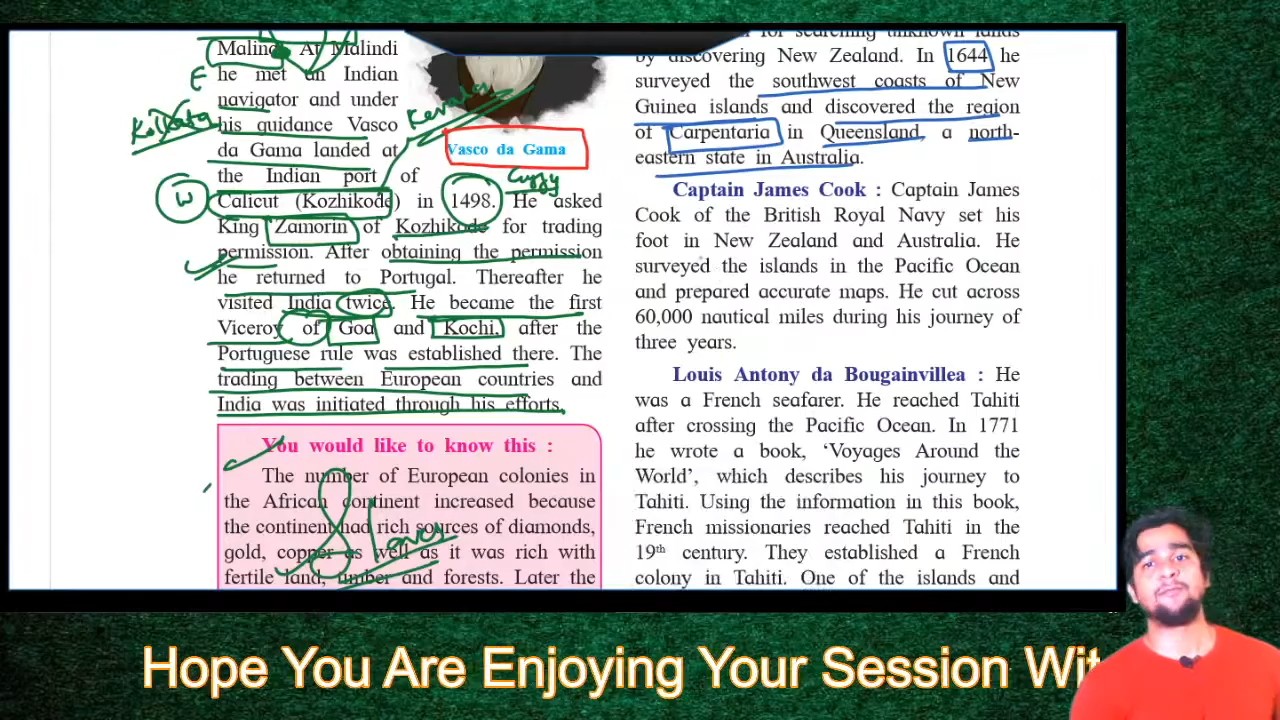 Malindi. At Malindi
he met an Indian
navigator and under
his guidance Vasco
da Gama landed at
the Indian port of
Calicut (Kozhikode) in 1498. He asked
King Zamorin of Kozhikode for trading
permission. After obtaining the permission
he returned to Portugal. Thereafter he
visited India twice. He became the first
Viceroy of Goa and Kochi, after the
Portuguese rule was established there. The
trading between European countries and
India was initiated through his efforts.
E
Kolkata
W
Kerala
Vasco da Gama
You would like to know this :
The number of European colonies in
the African continent increased because
the continent had rich sources of diamonds,
gold, copper as well as it was rich with
fertile land, timber and forests. Later the
Slaves
for searching unknown lands
by discovering New Zealand. In 1644 he
surveyed the southwest coasts of New
Guinea islands and discovered the region
of Carpentaria in Queensland, a north-
eastern state in Australia.
Captain James Cook : Captain James
Cook of the British Royal Navy set his
foot in New Zealand and Australia. He
surveyed the islands in the Pacific Ocean
and prepared accurate maps. He cut across
60,000 nautical miles during his journey of
three years.
Louis Antony da Bougainvillea : He
was a French seafarer. He reached Tahiti
after crossing the Pacific Ocean. In 1771
he wrote a book, 'Voyages Around the
World', which describes his journey to
Tahiti. Using the information in this book,
French missionaries reached Tahiti in the
19th century. They established a French
colony in Tahiti. One of the islands and
Hope You Are Enjoying Your Session Wit